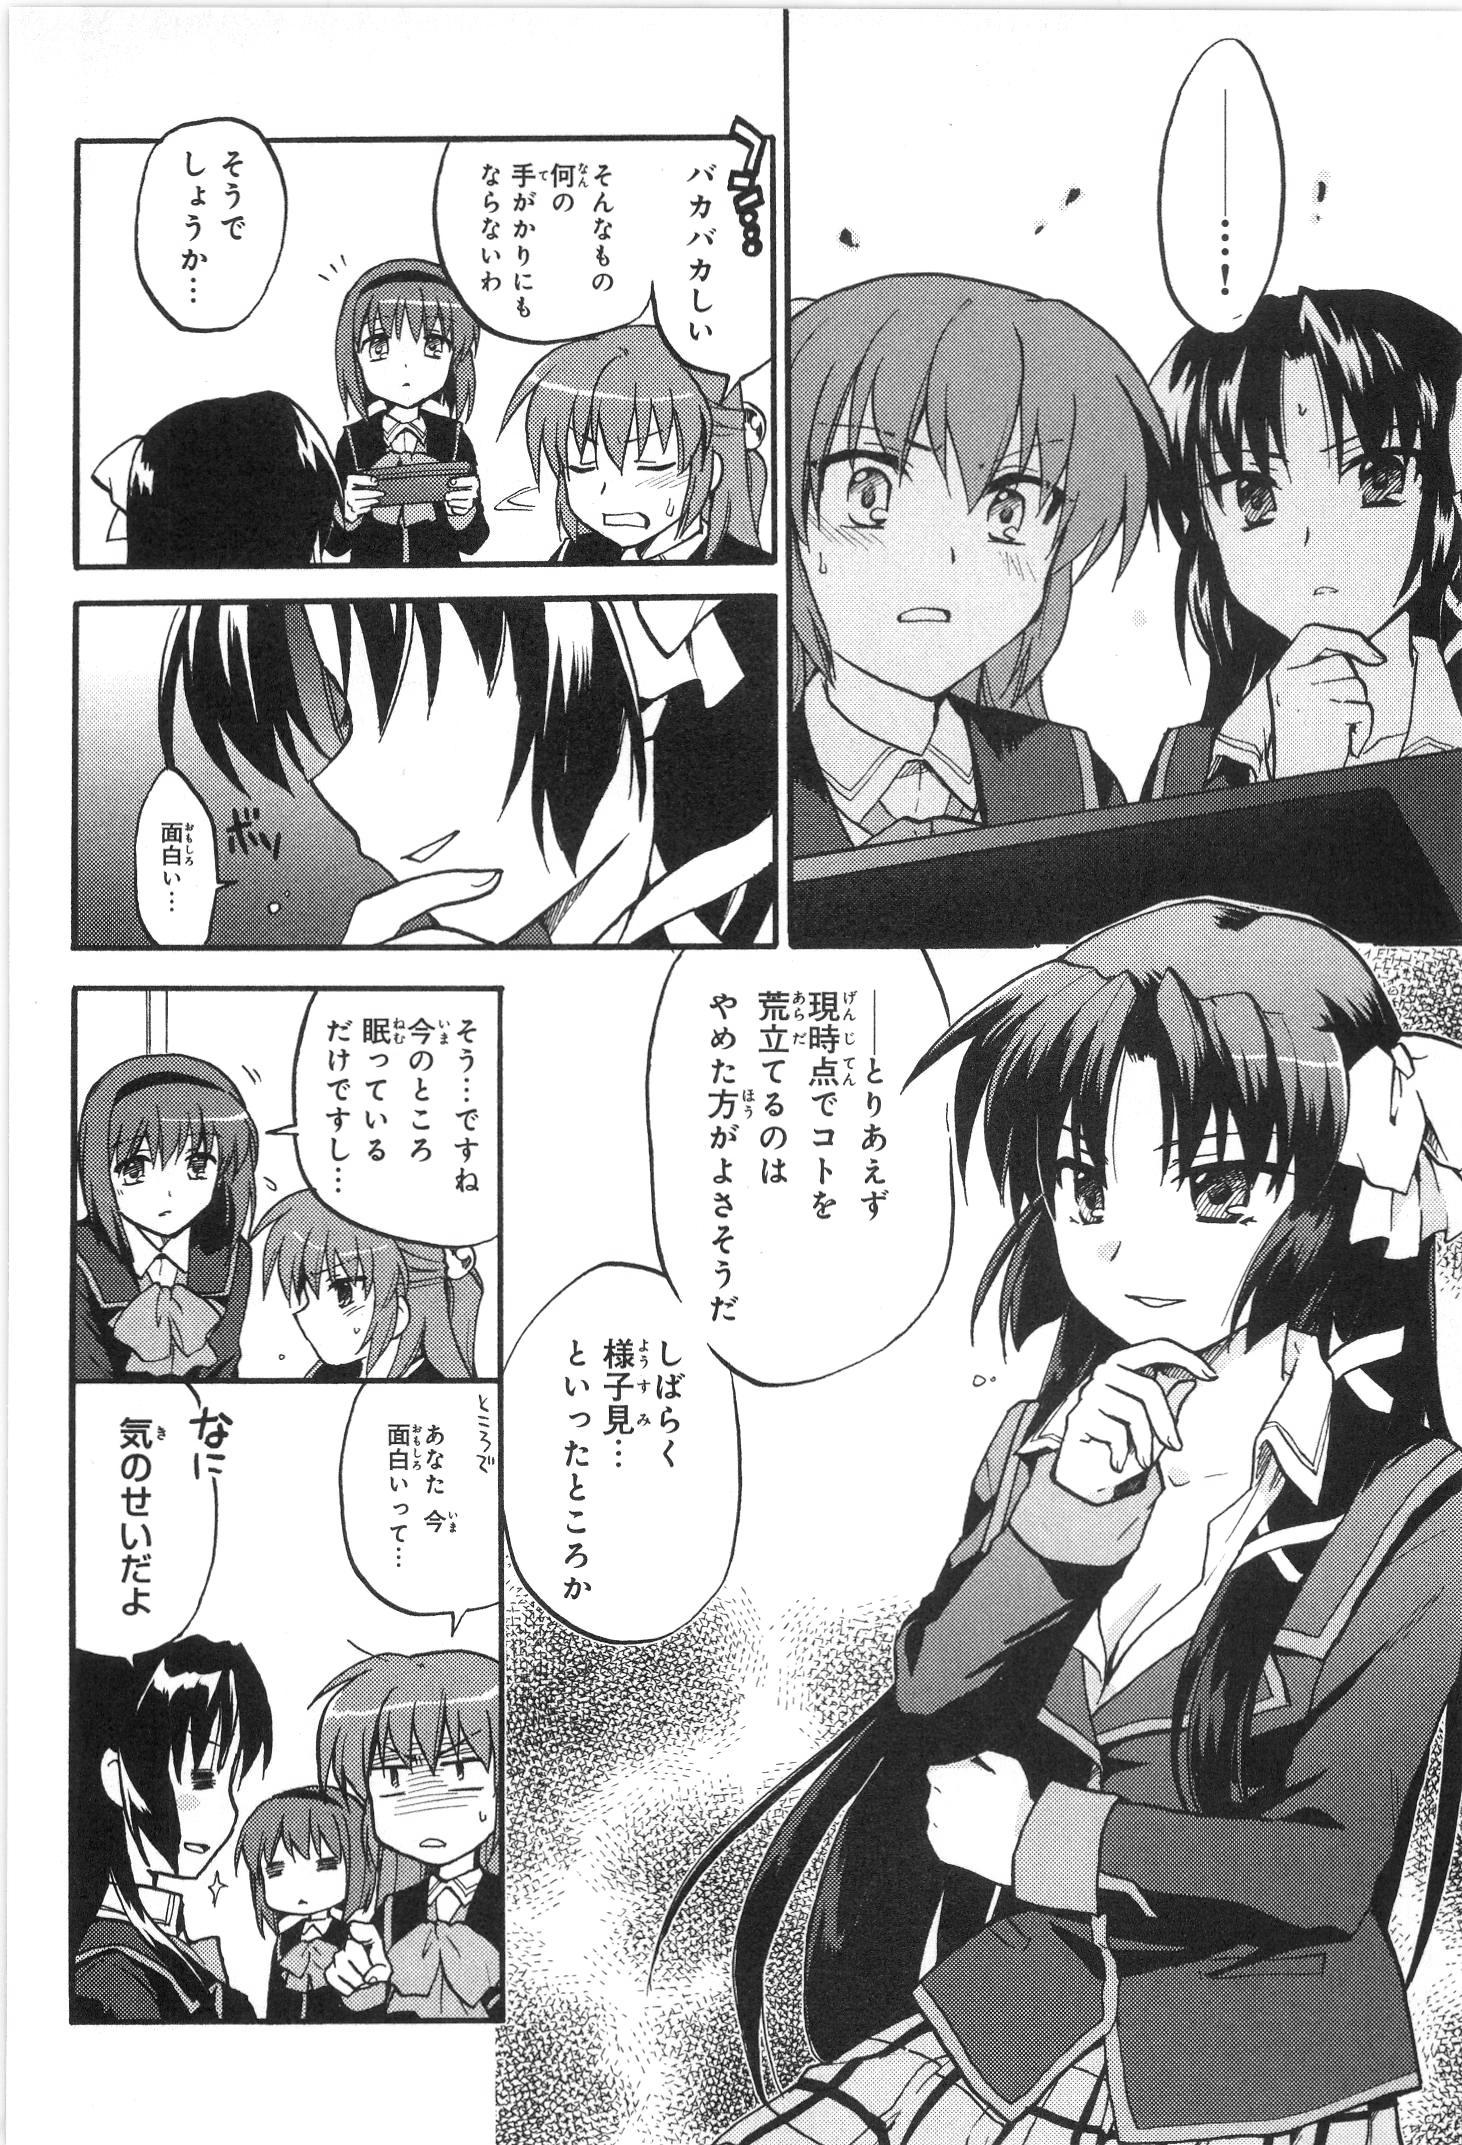 ――……!
フン…
バカバカしい
そんなもの
何の
手がかりにも
ならないわ
そうで
しょうか…
ボソッ
面白い…
――とりあえず
現時点でコトを
荒立てるのは
やめた方がよさそうだ
しばらく
様子見…
といったところか
そう…ですね
今のところ
眠っている
だけですし…
ところで
あなた 今
面白いって…
なに
気のせいだよ